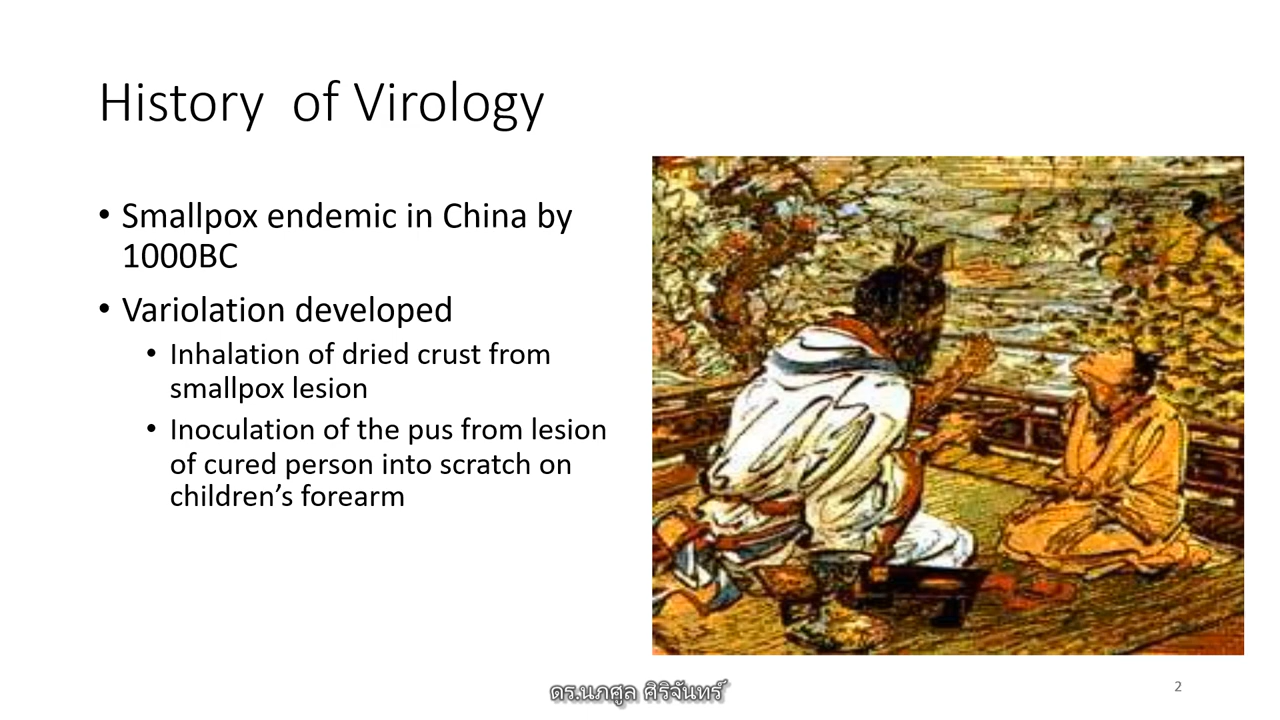 History  of Virology
• Smallpox endemic in China by
1000BC
• Variolation developed
• Inhalation of dried crust from
smallpox lesion
• Inoculation of the pus from lesion
of cured person into scratch on
children’s forearm
ดร.นภศูล ศิริจันทร์
2